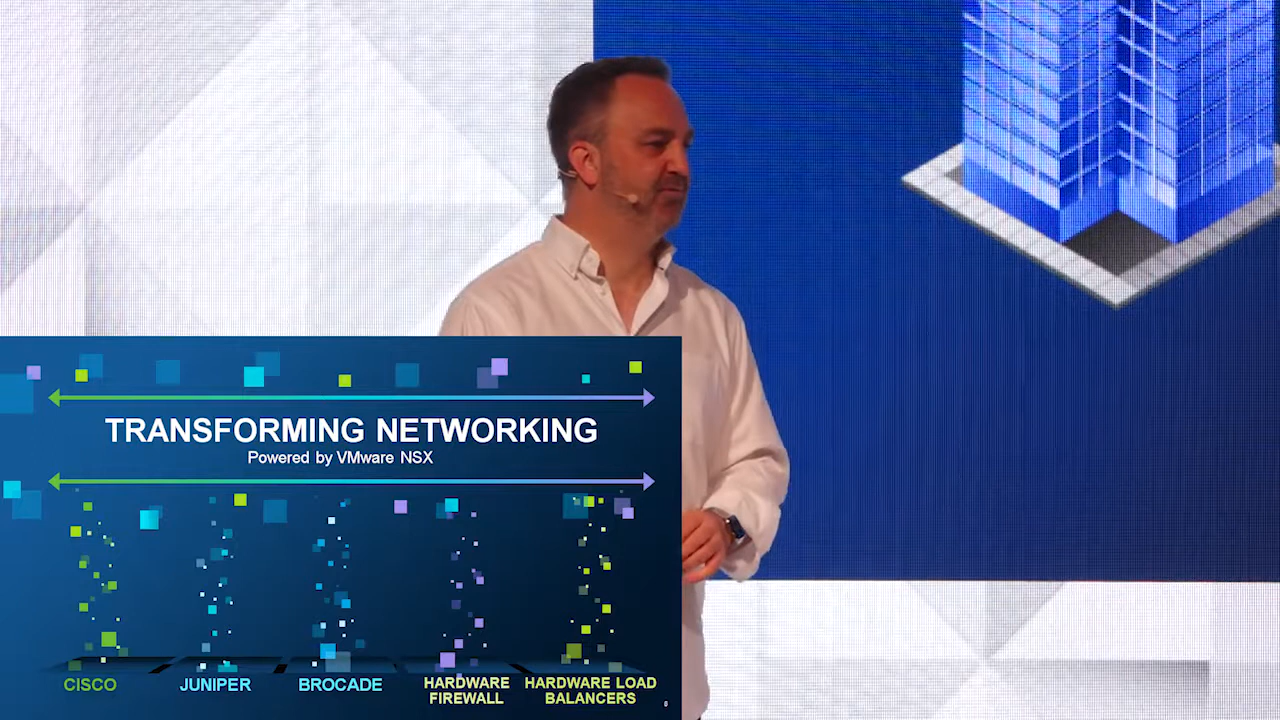 TRANSFORMING NETWORKING
Powered by VMware NSX
CISCO
JUNIPER
BROCADE
HARDWARE
FIREWALL
HARDWARE LOAD
BALANCERS